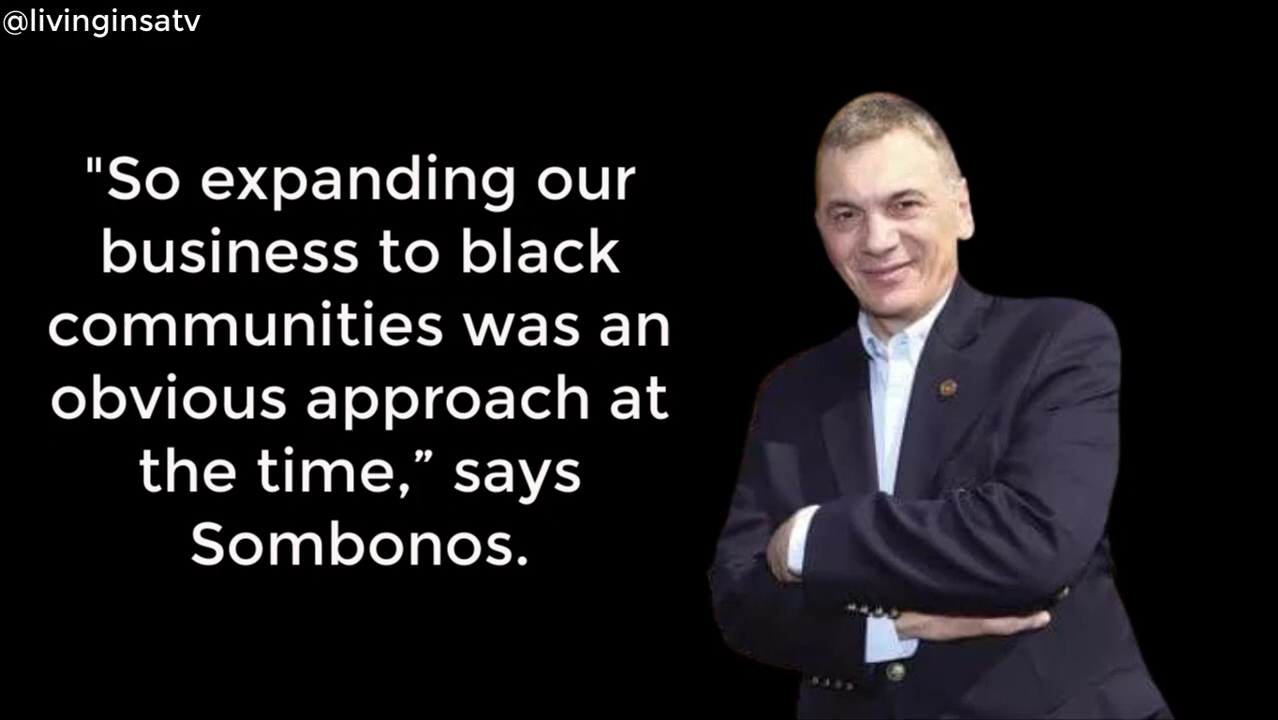 @livinginsatv
"So expanding our
business to black
communities was an
obvious approach at
the time,” says
Sombonos.